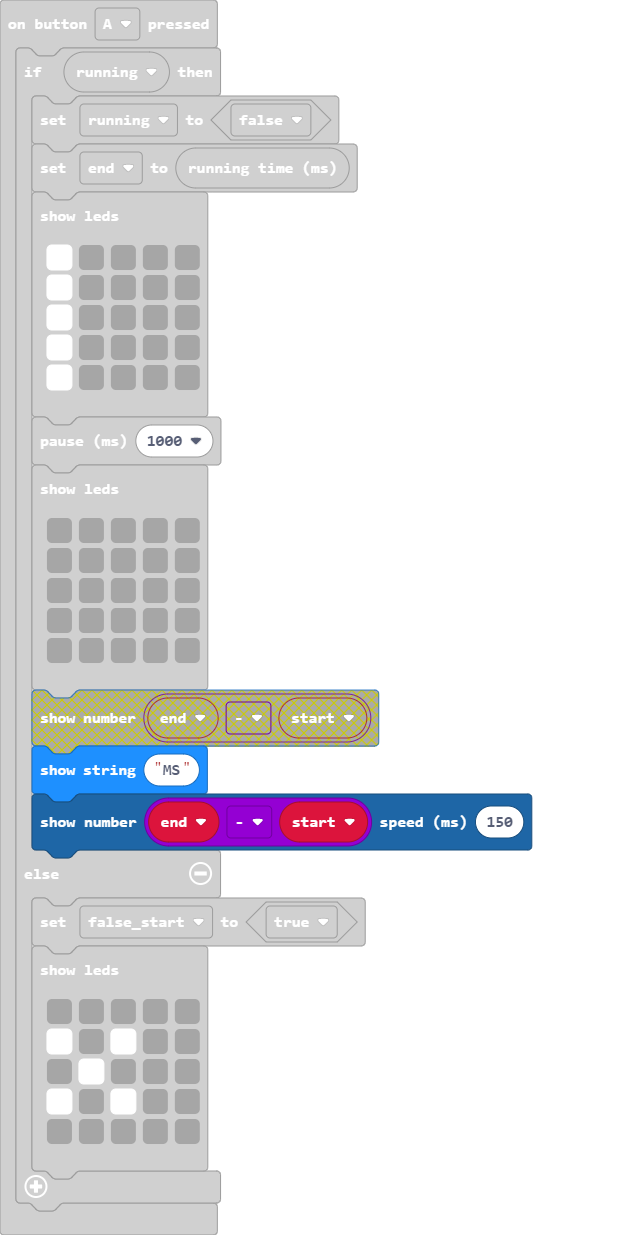 on button A pressed
if running then
set running to false
set end to running time (ms)
show leds
pause (ms) 1000
show leds
show number end - start
show string "MS"
show number end - start speed (ms) 150
else
set false_start to true
show leds